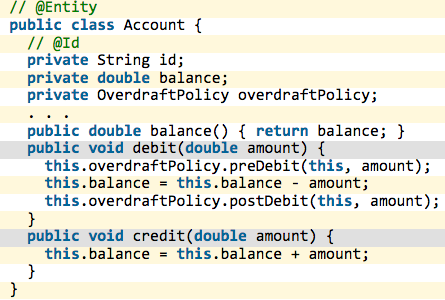 // @Entity
public class Account {
  // @Id
  private String id;
  private double balance;
  private OverdraftPolicy overdraftPolicy;
  . . .
  public double balance() { return balance; }
  public void debit(double amount) {
    this.overdraftPolicy.preDebit(this, amount);
    this.balance = this.balance - amount;
    this.overdraftPolicy.postDebit(this, amount);
  }
  public void credit(double amount) {
    this.balance = this.balance + amount;
  }
}